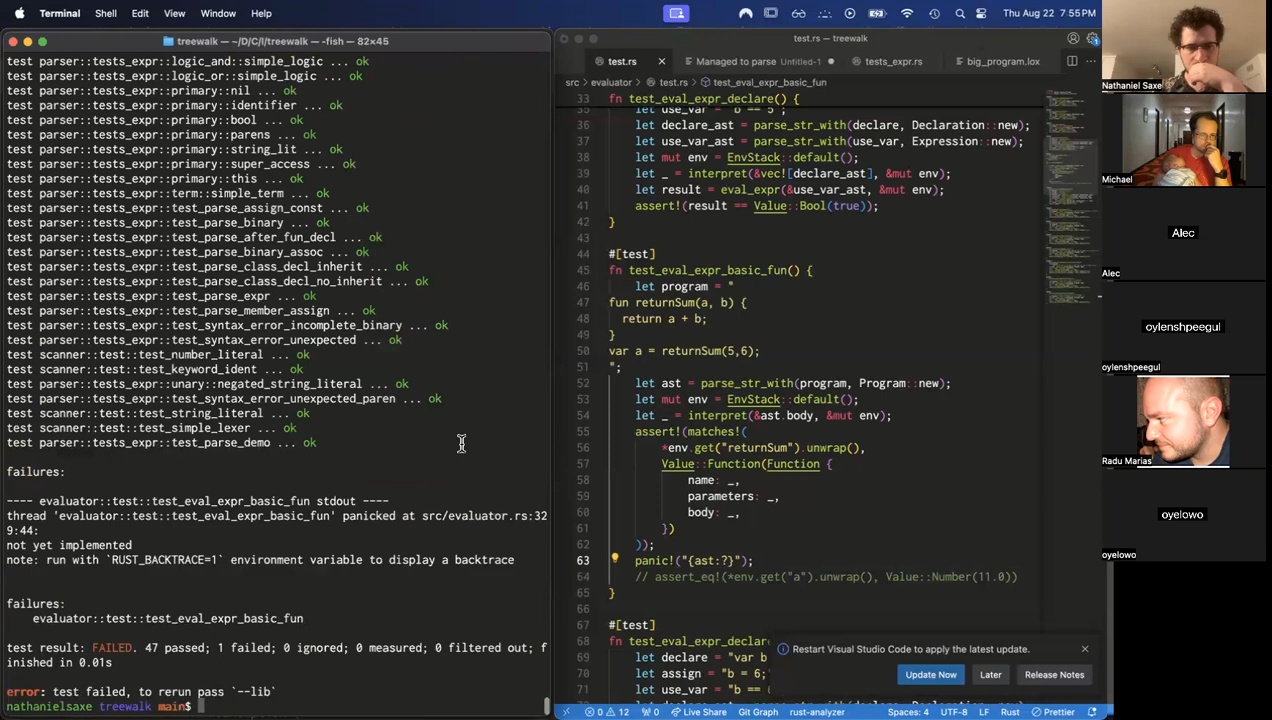 Terminal Shell Edit View Window Help Thu Aug 22 7:55 PM
treewalk — ~/D/C/l/treewalk — -fish — 82×45
test parser::tests_expr::logic_and::simple_logic ... ok
test parser::tests_expr::logic_or::simple_logic ... ok
test parser::tests_expr::primary::nil ... ok
test parser::tests_expr::primary::identifier ... ok
test parser::tests_expr::primary::bool ... ok
test parser::tests_expr::primary::parens ... ok
test parser::tests_expr::primary::string_lit ... ok
test parser::tests_expr::primary::super_access ... ok
test parser::tests_expr::primary::this ... ok
test parser::tests_expr::term::simple_term ... ok
test parser::tests_expr::test_parse_assign_const ... ok
test parser::tests_expr::test_parse_binary ... ok
test parser::tests_expr::test_parse_after_fun_decl ... ok
test parser::tests_expr::test_parse_binary_assoc ... ok
test parser::tests_expr::test_parse_class_decl_inherit ... ok
test parser::tests_expr::test_parse_class_decl_no_inherit ... ok
test parser::tests_expr::test_parse_expr ... ok
test parser::tests_expr::test_parse_member_assign ... ok
test parser::tests_expr::test_syntax_error_incomplete_binary ... ok
test parser::tests_expr::test_syntax_error_unexpected ... ok
test scanner::test::test_number_literal ... ok
test scanner::test::test_keyword_ident ... ok
test parser::tests_expr::unary::negated_string_literal ... ok
test parser::tests_expr::test_syntax_error_unexpected_paren ... ok
test scanner::test::test_string_literal ... ok
test scanner::test::test_simple_lexer ... ok
test parser::tests_expr::test_parse_demo ... ok
failures:
---- evaluator::test::test_eval_expr_basic_fun stdout ----
thread 'evaluator::test::test_eval_expr_basic_fun' panicked at src/evaluator.rs:32
9:44:
not yet implemented
note: run with `RUST_BACKTRACE=1` environment variable to display a backtrace
failures:
evaluator::test::test_eval_expr_basic_fun
test result: FAILED. 47 passed; 1 failed; 0 ignored; 0 measured; 0 filtered out; f
inished in 0.01s
error: test failed, to rerun pass `--lib`
nathanielsaxe treewalk main$
test.rs — treewalk
test.rs Managed to parse Untitled-1 tests_expr.rs big_program.lox
src > evaluator > test.rs > test_eval_expr_basic_fun
33 fn test_eval_expr_declare() {
35 let use_var = "b == 5";
36 let declare_ast = parse_str_with(declare, Declaration::new);
37 let use_var_ast = parse_str_with(use_var, Expression::new);
38 let mut env = EnvStack::default();
39 let _ = interpret(&vec![declare_ast], &mut env);
40 let result = eval_expr(&use_var_ast, &mut env);
41 assert!(result == Value::Bool(true));
42 }
43
44 #[test]
45 fn test_eval_expr_basic_fun() {
46 let program = "
47 fun returnSum(a, b) {
48 return a + b;
49 }
50 var a = returnSum(5,6);
51 ";
52 let ast = parse_str_with(program, Program::new);
53 let mut env = EnvStack::default();
54 let _ = interpret(&ast.body, &mut env);
55 assert!(matches!(
56 *env.get("returnSum").unwrap(),
57 Value::Function(Function {
58 name: _,
59 parameters: _,
60 body: _,
61 })
62 ));
63 panic!("{ast:?}");
64 // assert_eq!(*env.get("a").unwrap(), Value::Number(11.0))
65 }
66
67 #[test]
68 fn test_eval_expr_declare
69 let declare = "var b
70 let assign = "b = 6;
71 let use_var = "b ==
Restart Visual Studio Code to apply the latest update.
Update Now Later Release Notes
0 12 0 Live Share Git Graph rust-analyzer Spaces: 4 UTF-8 LF Rust Prettier
Nathaniel Saxe
Michael
Alec
Alec
oylenshpeegul
oylenshpeegul
Radu Marias
oyelowo
oyelowo